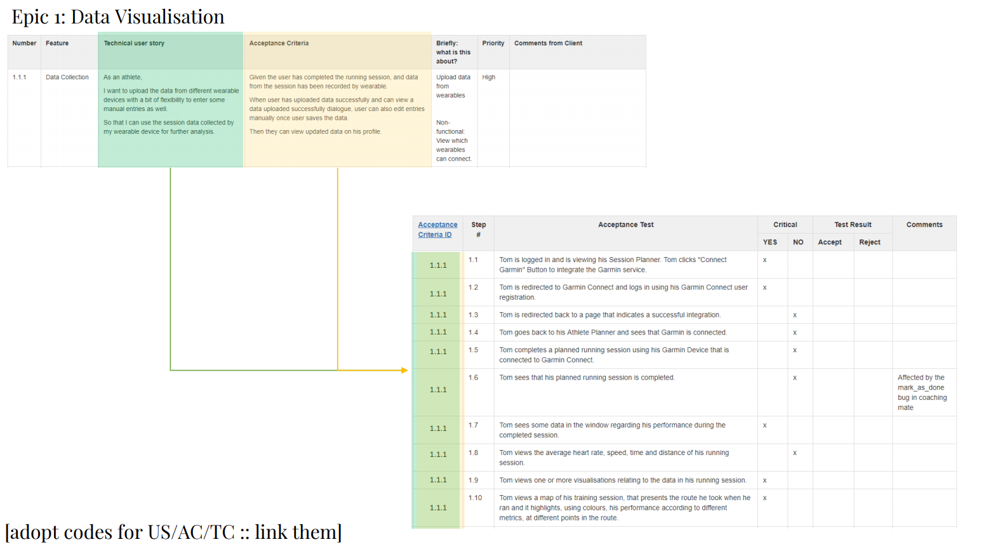 Epic 1: Data Visualisation
Number
Feature
Technical user story
Acceptance Criteria
Briefly:
what is this
about?
Priority
Comments from Client
1.1.1
Data Collection
As an athlete,
I want to upload the data from different wearable
devices with a bit of flexibility to enter some
manual entries as well.
So that I can use the session data collected by
my wearable device for further analysis.
Given the user has completed the running session, and data
from the session has been recorded by wearable.
When user has uploaded data successfully and can view a
data uploaded successfully dialogue, user can also edit entries
manually once user saves the data.
Then they can view updated data on his profile.
Upload data
from
wearables
Non-
functional:
View which
wearables
can connect.
High
Acceptance
Criteria ID
Step
#
Acceptance Test
Critical
Test Result
Comments
YES
NO
Accept
Reject
1.1.1
1.1
Tom is logged in and is viewing his Session Planner. Tom clicks "Connect
Garmin" Button to integrate the Garmin service.
x
1.1.1
1.2
Tom is redirected to Garmin Connect and logs in using his Garmin Connect user
registration.
x
1.1.1
1.3
Tom is redirected back to a page that indicates a successful integration.
x
1.1.1
1.4
Tom goes back to his Athlete Planner and sees that Garmin is connected.
x
1.1.1
1.5
Tom completes a planned running session using his Garmin Device that is
connected to Garmin Connect.
x
1.1.1
1.6
Tom sees that his planned running session is completed.
x
Affected by the
mark_as_done
bug in coaching
mate
1.1.1
1.7
Tom sees some data in the window regarding his performance during the
completed session.
x
1.1.1
1.8
Tom views the average heart rate, speed, time and distance of his running
session.
x
1.1.1
1.9
Tom views one or more visualisations relating to the data in his running session.
x
1.1.1
1.10
Tom views a map of his training session, that presents the route he took when he
ran and it highlights, using colours, his performance according to different
metrics, at different points in the route.
x
[adopt codes for US/AC/TC :: link them]